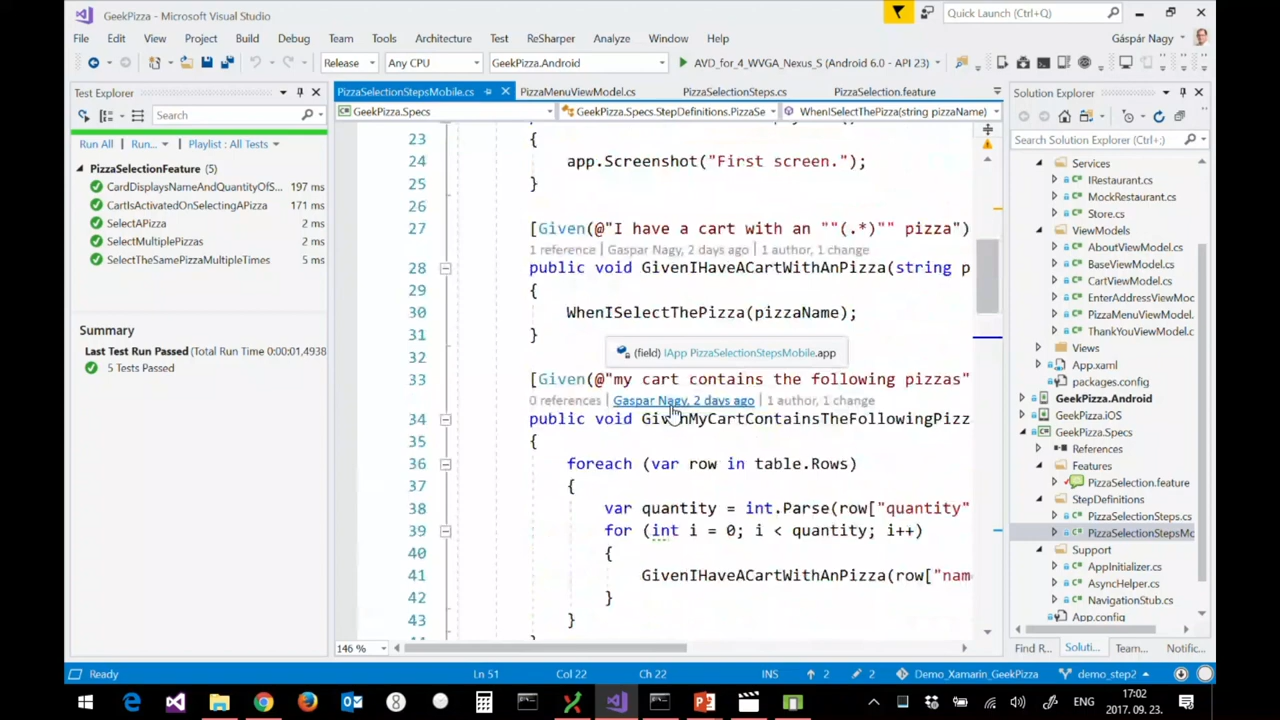 GeekPizza - Microsoft Visual Studio
Quick Launch (Ctrl+Q)
File Edit View Project Build Debug Team Tools Architecture Test ReSharper Analyze Window Help
Gáspár Nagy
Release Any CPU GeekPizza.Android AVD_for_4_WVGA_Nexus_S (Android 6.0 - API 23)
Test Explorer
Search
Run All Run... Playlist : All Tests
PizzaSelectionFeature (5)
CardDisplaysNameAndQuantityOfS... 197 ms
CartIsActivatedOnSelectingAPizza 171 ms
SelectAPizza 2 ms
SelectMultiplePizzas 2 ms
SelectTheSamePizzaMultipleTimes 5 ms
Summary
Last Test Run Passed (Total Run Time 0:00:01,4938
5 Tests Passed
PizzaSelectionStepsMobile.cs PizzaMenuViewModel.cs PizzaSelectionSteps.cs PizzaSelection.feature
GeekPizza.Specs GeekPizza.Specs.StepDefinitions.PizzaSe WhenISelectThePizza(string pizzaName)
23 {
24 app.Screenshot("First screen.");
25 }
26
27 [Given(@"I have a cart with an ""(.*)"" pizza")
1 reference | Gaspar Nagy, 2 days ago | 1 author, 1 change
28 public void GivenIHaveACartWithAnPizza(string p
29 {
30 WhenISelectThePizza(pizzaName);
31 }
32 (field) IApp PizzaSelectionStepsMobile.app
33 [Given(@"my cart contains the following pizzas"
0 references | Gaspar Nagy, 2 days ago | 1 author, 1 change
34 public void GivenMyCartContainsTheFollowingPizz
35 {
36 foreach (var row in table.Rows)
37 {
38 var quantity = int.Parse(row["quantity"
39 for (int i = 0; i < quantity; i++)
40 {
41 GivenIHaveACartWithAnPizza(row["nam
42 }
43 }
146 %
Solution Explorer
Search Solution Explorer (Ctrl+;)
Services
IRestaurant.cs
MockRestaurant.cs
Store.cs
ViewModels
AboutViewModel.cs
BaseViewModel.cs
CartViewModel.cs
EnterAddressViewMoc
PizzaMenuViewModel.
ThankYouViewModel.c
Views
App.xaml
packages.config
GeekPizza.Android
GeekPizza.iOS
GeekPizza.Specs
References
Features
PizzaSelection.feature
StepDefinitions
PizzaSelectionSteps.cs
PizzaSelectionStepsMc
Support
AppInitializer.cs
AsyncHelper.cs
NavigationStub.cs
App.config
Find R... Soluti... Team... Notific...
Ready Ln 51 Col 22 Ch 22 INS 2 2 Demo_Xamarin_GeekPizza demo_step2
ENG
17:02
2017. 09. 23.